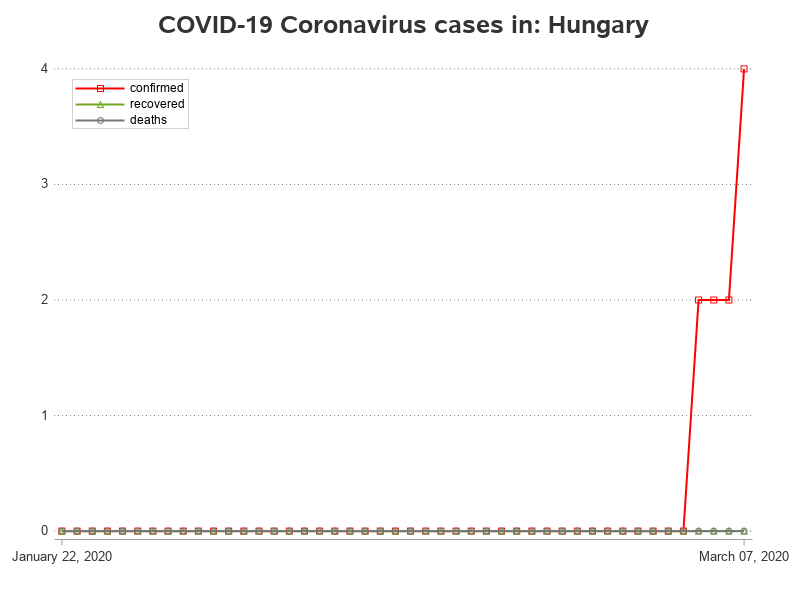 COVID-19 Coronavirus cases in: Hungary
4
confirmed
recovered
deaths
3
2
1
0
January 22, 2020
March 07, 2020